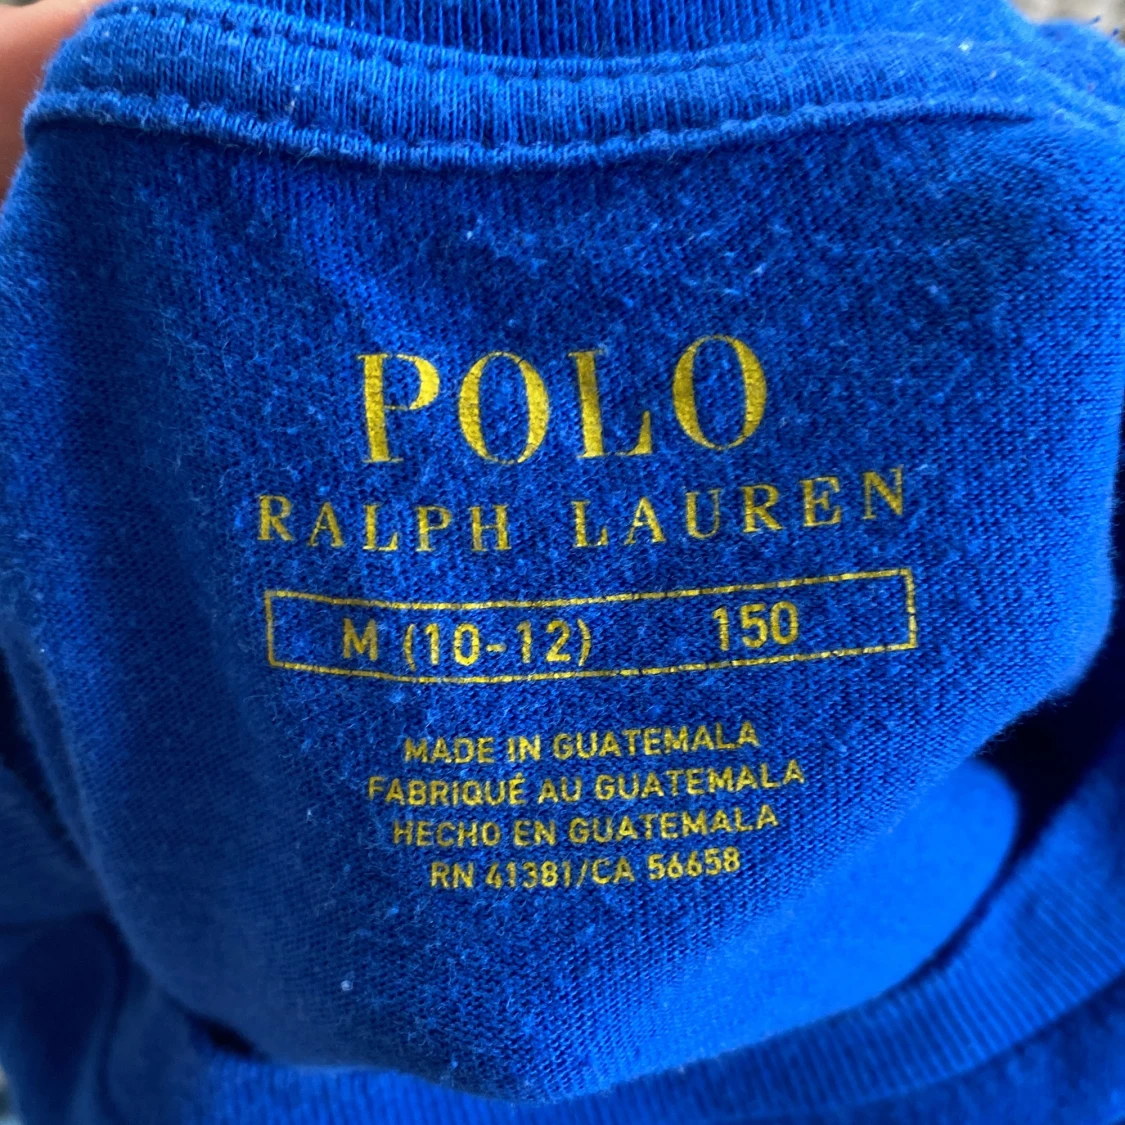 POLO
RALPH LAUREN
M (10-12) 150
MADE IN GUATEMALA
FABRIQUÉ AU GUATEMALA
HECHO EN GUATEMALA
RN 41381/CA 56658